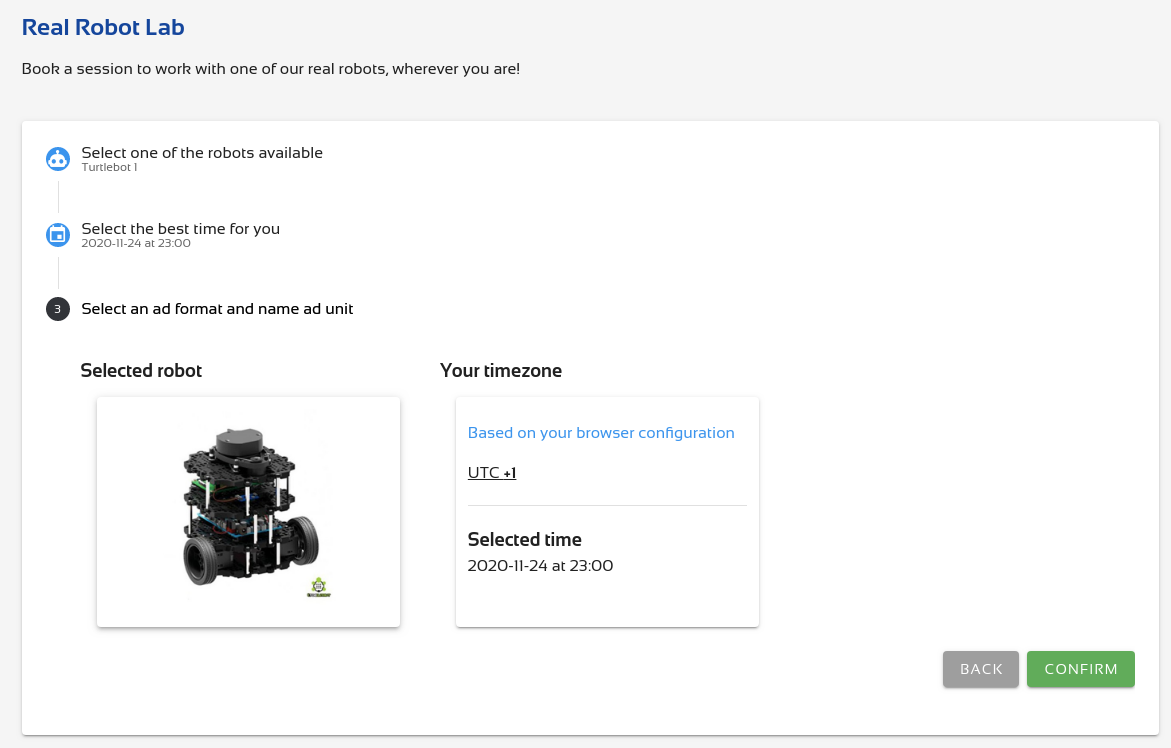 Real Robot Lab
Book a session to work with one of our real robots, wherever you are!
Select one of the robots available
Turtlebot 1
Select the best time for you
2020-11-24 at 23:00
3
Select an ad format and name ad unit
Selected robot
Your timezone
Based on your browser configuration
UTC +1
Selected time
2020-11-24 at 23:00
BACK
CONFIRM